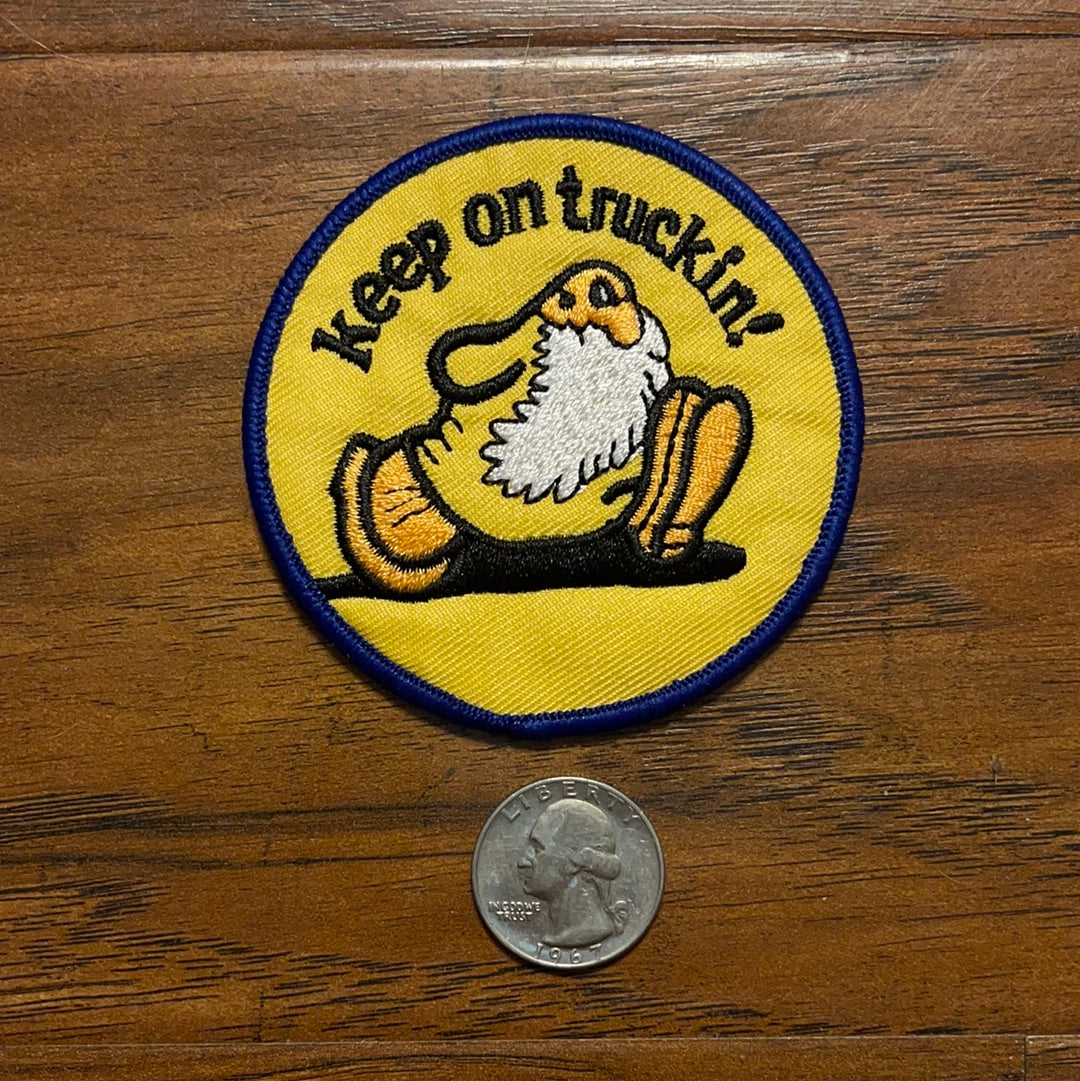 Keep on truckin!
LIBERTY
IN GOD WE
TRUST
1967